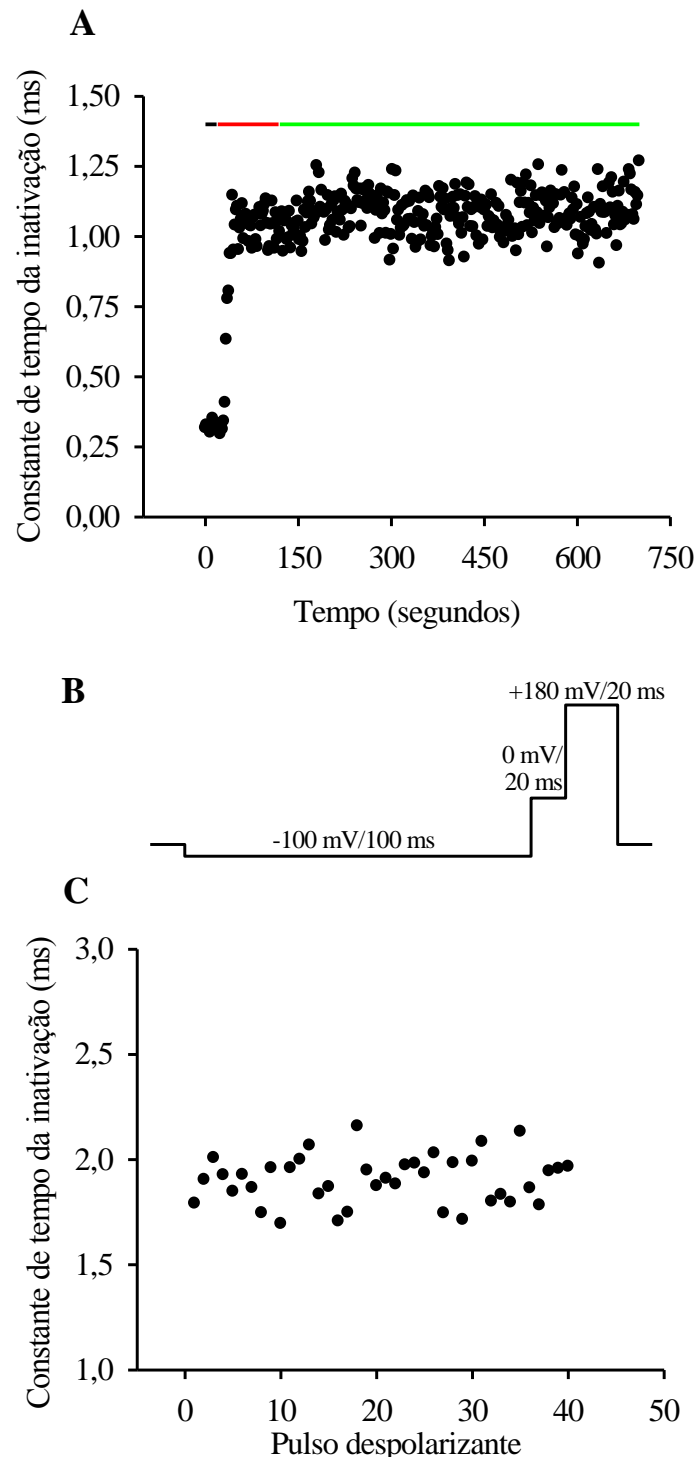 A
Constante de tempo da inativação (ms)
1,50
1,25
1,00
0,75
0,50
0,25
0,00
0 150 300 450 600 750
Tempo (segundos)
B
+180 mV/20 ms
0 mV/
20 ms
-100 mV/100 ms
C
Constante de tempo da inativação (ms)
3,0
2,5
2,0
1,5
1,0
0 10 20 30 40 50
Pulso despolarizante